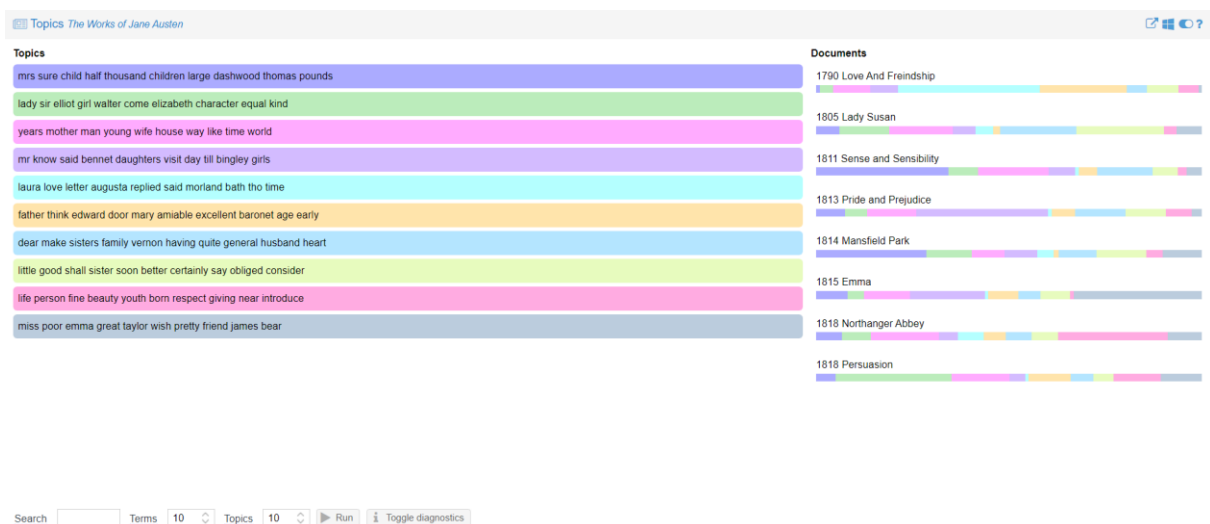 Topics The Works of Jane Austen
?
Topics
mrs sure child half thousand children large dashwood thomas pounds
lady sir elliot girl walter come elizabeth character equal kind
years mother man young wife house way like time world
mr know said bennet daughters visit day till bingley girls
laura love letter augusta replied said morland bath tho time
father think edward door mary amiable excellent baronet age early
dear make sisters family vernon having quite general husband heart
little good shall sister soon better certainly say obliged consider
life person fine beauty youth born respect giving near introduce
miss poor emma great taylor wish pretty friend james bear
Documents
1790 Love And Freindship
1805 Lady Susan
1811 Sense and Sensibility
1813 Pride and Prejudice
1814 Mansfield Park
1815 Emma
1818 Northanger Abbey
1818 Persuasion
Search Terms 10 Topics 10 Run i Toggle diagnostics